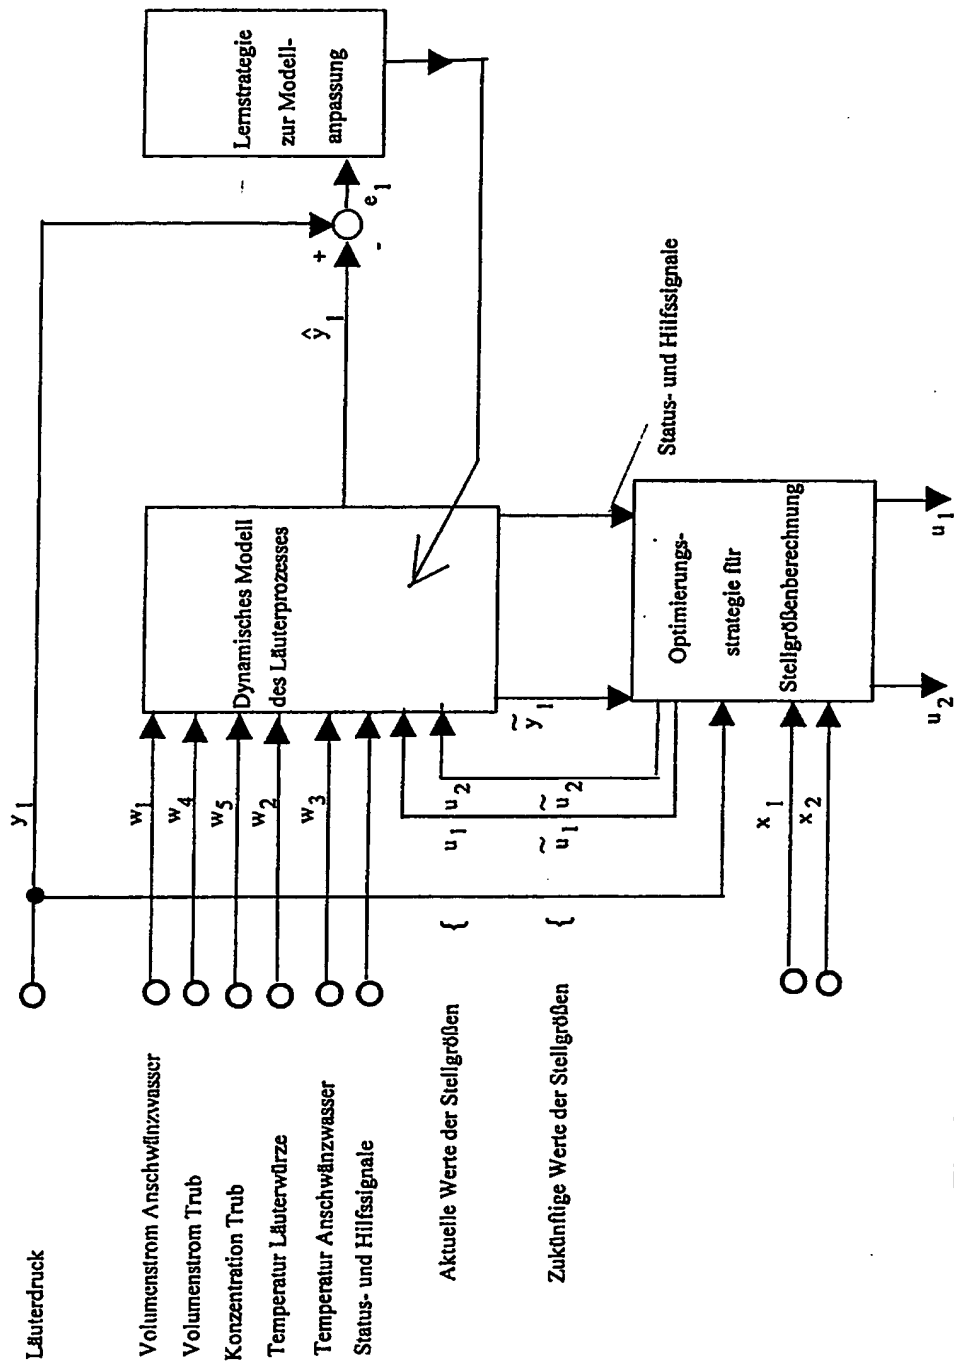 Läuterdruck
y1
Volumenstrom Anschwänzwasser
w1
Volumenstrom Trub
w4
Konzentration Trub
w5
Temperatur Läuterwürze
w2
Temperatur Anschwänzwasser
w3
Status- und Hilfssignale
Dynamisches Modell
des Läuterprozesses
ŷ1
+
-
e1
Lernstrategie
zur Modell-
anpassung
Aktuelle Werte der Stellgrößen
{
u1 u2
Zukünftige Werte der Stellgrößen
{
ũ1 ũ2
ỹ1
Status- und Hilfssignale
Optimierungs-
strategie für
Stellgrößenberechnung
x1
x2
u2
u1